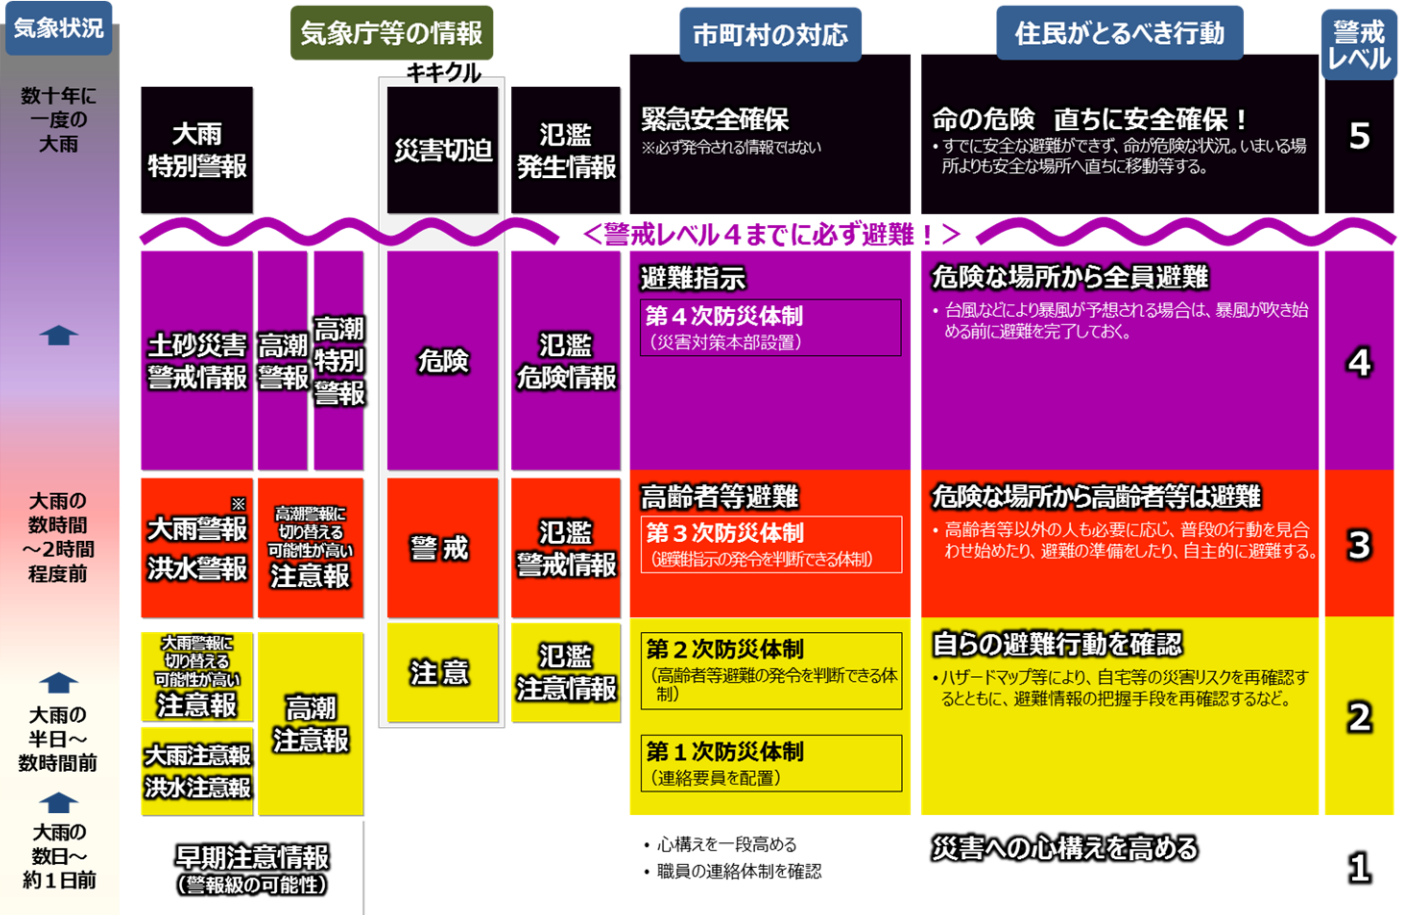 気象状況
気象庁等の情報
市町村の対応
住民がとるべき行動
警戒
レベル
キキクル
数十年に
一度の
大雨
大雨
特別警報
災害切迫
氾濫
発生情報
緊急安全確保
※必ず発令される情報ではない
命の危険 直ちに安全確保！
・すでに安全な避難ができず、命が危険な状況。いまいる場
所よりも安全な場所へ直ちに移動等する。
5
＜警戒レベル４までに必ず避難！＞
土砂災害
警戒情報
高潮
警報
高潮
特別
警報
危険
氾濫
危険情報
避難指示
第４次防災体制
（災害対策本部設置）
危険な場所から全員避難
・台風などにより暴風が予想される場合は、暴風が吹き始
める前に避難を完了しておく。
4
大雨の
数時間
～2時間
程度前
※
大雨警報
洪水警報
高潮警報に
切り替える
可能性が高い
注意報
警戒
氾濫
警戒情報
高齢者等避難
第３次防災体制
（避難指示の発令を判断できる体制）
危険な場所から高齢者等は避難
・高齢者等以外の人も必要に応じ、普段の行動を見合
わせ始めたり、避難の準備をしたり、自主的に避難する。
3
大雨の
半日～
数時間前
大雨警報に
切り替える
可能性が高い
注意報
大雨注意報
洪水注意報
高潮
注意報
注意
氾濫
注意情報
第２次防災体制
（高齢者等避難の発令を判断できる体
制）
第１次防災体制
（連絡要員を配置）
自らの避難行動を確認
・ハザードマップ等により、自宅等の災害リスクを再確認す
るとともに、避難情報の把握手段を再確認するなど。
2
大雨の
数日～
約１日前
早期注意情報
（警報級の可能性）
・心構えを一段高める
・職員の連絡体制を確認
災害への心構えを高める
1